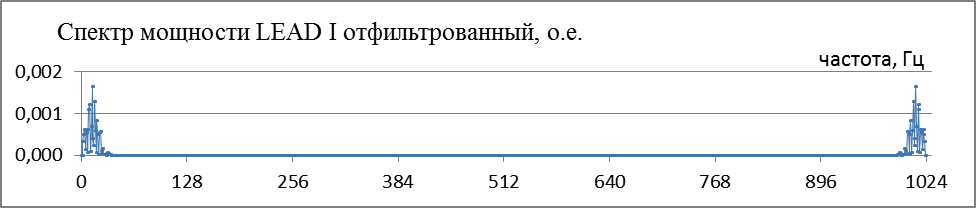 Спектр мощности LEAD I отфильтрованный, о.е.
частота, Гц
0,002
0,001
0,000
0 128 256 384 512 640 768 896 1024